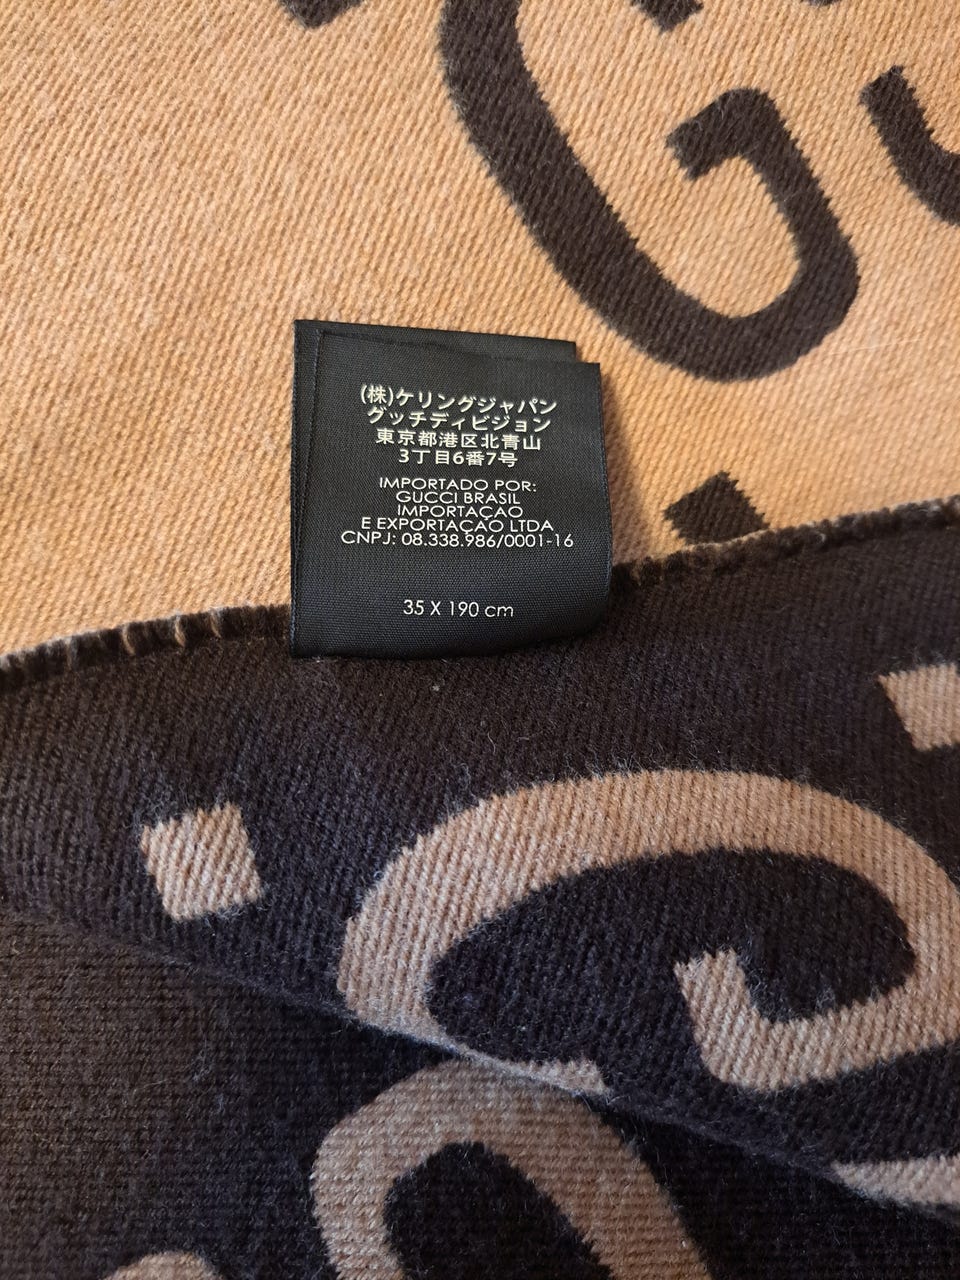 (株)ケリングジャパン
グッチディビジョン
東京都港区北青山
3丁目6番7号
IMPORTADO POR:
GUCCI BRASIL
IMPORTAÇAO
E EXPORTAÇÃO LTDA
CNPJ: 08.338.986/0001-16
35 X 190 cm